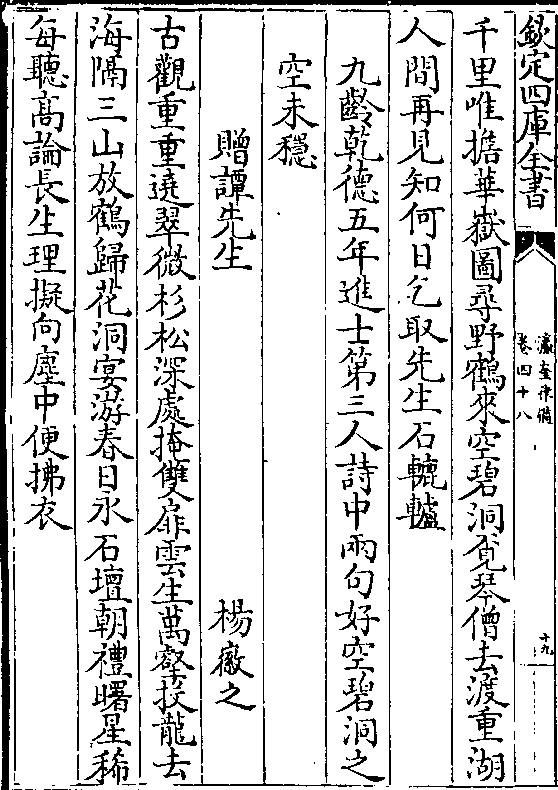 欽定四庫全書
瀛奎律髓
卷四十八
十九
千里唯擔華嶽圖尋野鶴來空碧洞覓琴僧去渡重湖
人間再見知何日乞取先生石轆轤
九齡乾德五年進士第三人詩中兩句好空碧洞之
空未穩
贈譚先生 楊徽之
古觀重重遶翠微杉松深處掩雙扉雲生萬壑投龍去
海隔三山放鶴歸花洞宴游春日永石壇朝禮曙星稀
每聽高論長生理擬向塵中便拂衣